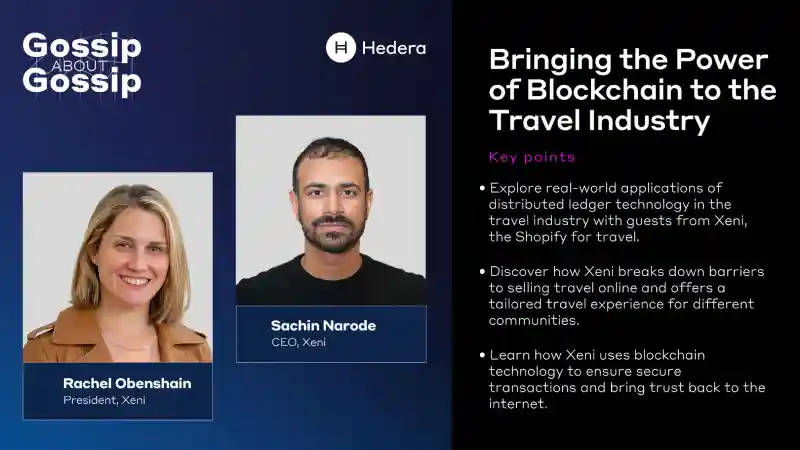 Gossip
ABOUT
Gossip
H Hedera
Rachel Obenshain
President, Xeni
Sachin Narode
CEO, Xeni
Bringing the Power
of Blockchain to the
Travel Industry
Key points
• Explore real-world applications of
distributed ledger technology in the
travel industry with guests from Xeni,
the Shopify for travel.
• Discover how Xeni breaks down barriers
to selling travel online and offers a
tailored travel experience for different
communities.
• Learn how Xeni uses blockchain
technology to ensure secure
transactions and bring trust back to the
internet.